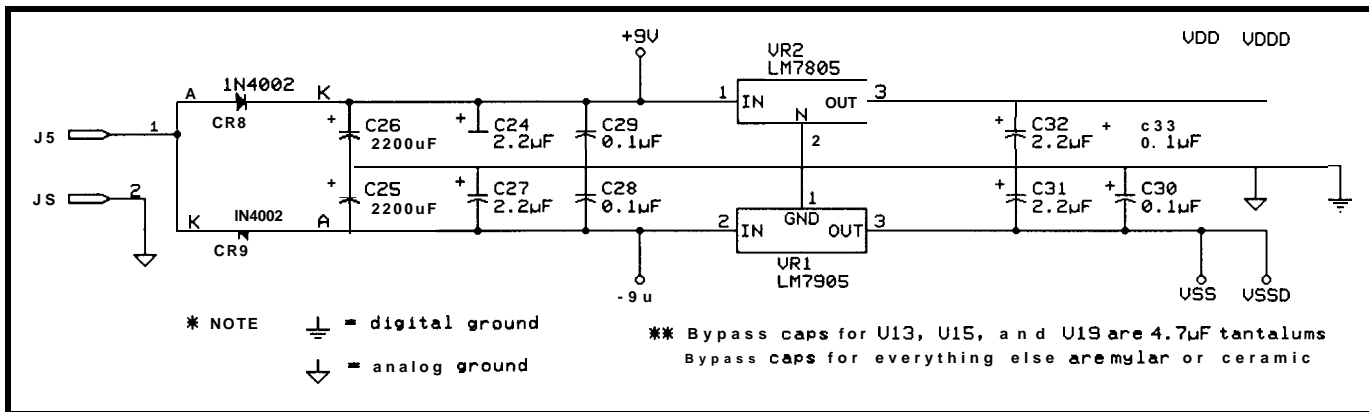 +9V
VDD VDDD
VR2
LM7805
1N4002
A
K
1
IN
OUT
3
N
CR8
J5
1
+
C26
2200uF
+
C24
2.2µF
C29
0.1µF
2
+
C32
2.2µF
+
c33
0.1µF
JS
2
+
C25
2200uF
+
C27
2.2µF
C28
0.1µF
1
GND
+
C31
2.2µF
+
C30
0.1µF
K
IN4002
A
2
IN
OUT
3
CR9
VR1
LM7905
-9u
VSS
VSSD
* NOTE
= digital ground
= analog ground
** Bypass caps for U13, U15, and U19 are 4.7µF tantalums
Bypass caps for everything else aremylar or ceramic